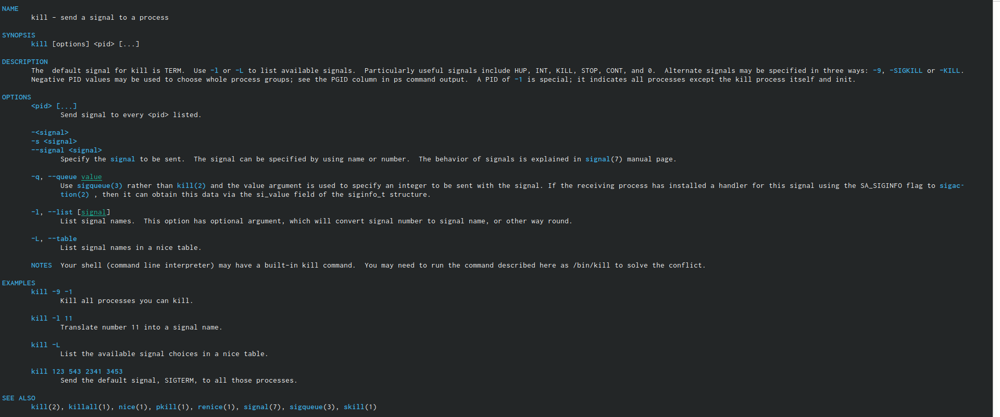 NAME
kill - send a signal to a process
SYNOPSIS
kill [options] <pid> [...]
DESCRIPTION
The  default signal for kill is TERM.  Use -l or -L to list available signals.  Particularly useful signals include HUP, INT, KILL, STOP, CONT, and 0.  Alternate signals may be specified in three ways: -9, -SIGKILL or -KILL.
Negative PID values may be used to choose whole process groups; see the PGID column in ps command output.  A PID of -1 is special; it indicates all processes except the kill process itself and init.
OPTIONS
<pid> [...]
Send signal to every <pid> listed.
-<signal>
-s <signal>
--signal <signal>
Specify the signal to be sent.  The signal can be specified by using name or number.  The behavior of signals is explained in signal(7) manual page.
-q, --queue value
Use sigqueue(3) rather than kill(2) and the value argument is used to specify an integer to be sent with the signal. If the receiving process has installed a handler for this signal using the SA_SIGINFO flag to sigac-
tion(2) , then it can obtain this data via the si_value field of the siginfo_t structure.
-l, --list [signal]
List signal names.  This option has optional argument, which will convert signal number to signal name, or other way round.
-L, --table
List signal names in a nice table.
NOTES  Your shell (command line interpreter) may have a built-in kill command.  You may need to run the command described here as /bin/kill to solve the conflict.
EXAMPLES
kill -9 -1
Kill all processes you can kill.
kill -l 11
Translate number 11 into a signal name.
kill -L
List the available signal choices in a nice table.
kill 123 543 2341 3453
Send the default signal, SIGTERM, to all those processes.
SEE ALSO
kill(2), killall(1), nice(1), pkill(1), renice(1), signal(7), sigqueue(3), skill(1)